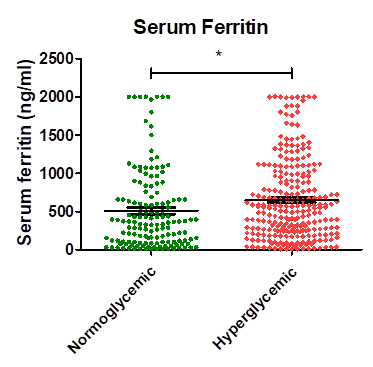 Serum Ferritin
*
Serum ferritin (ng/ml)
2500
2000
1500
1000
500
0
Normoglycemic
Hyperglycemic